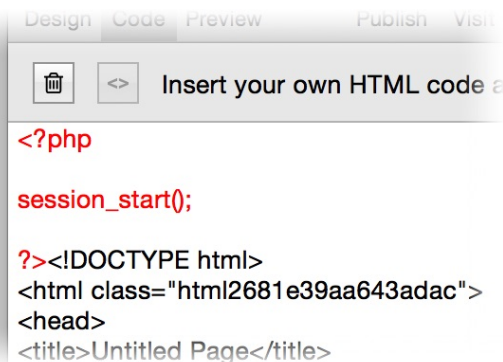 Design Code Preview Publish Visit
<> Insert your own HTML code a
<?php
session_start();
?><!DOCTYPE html>
<html class="html2681e39aa643adac">
<head>
<title>Untitled Page</title>